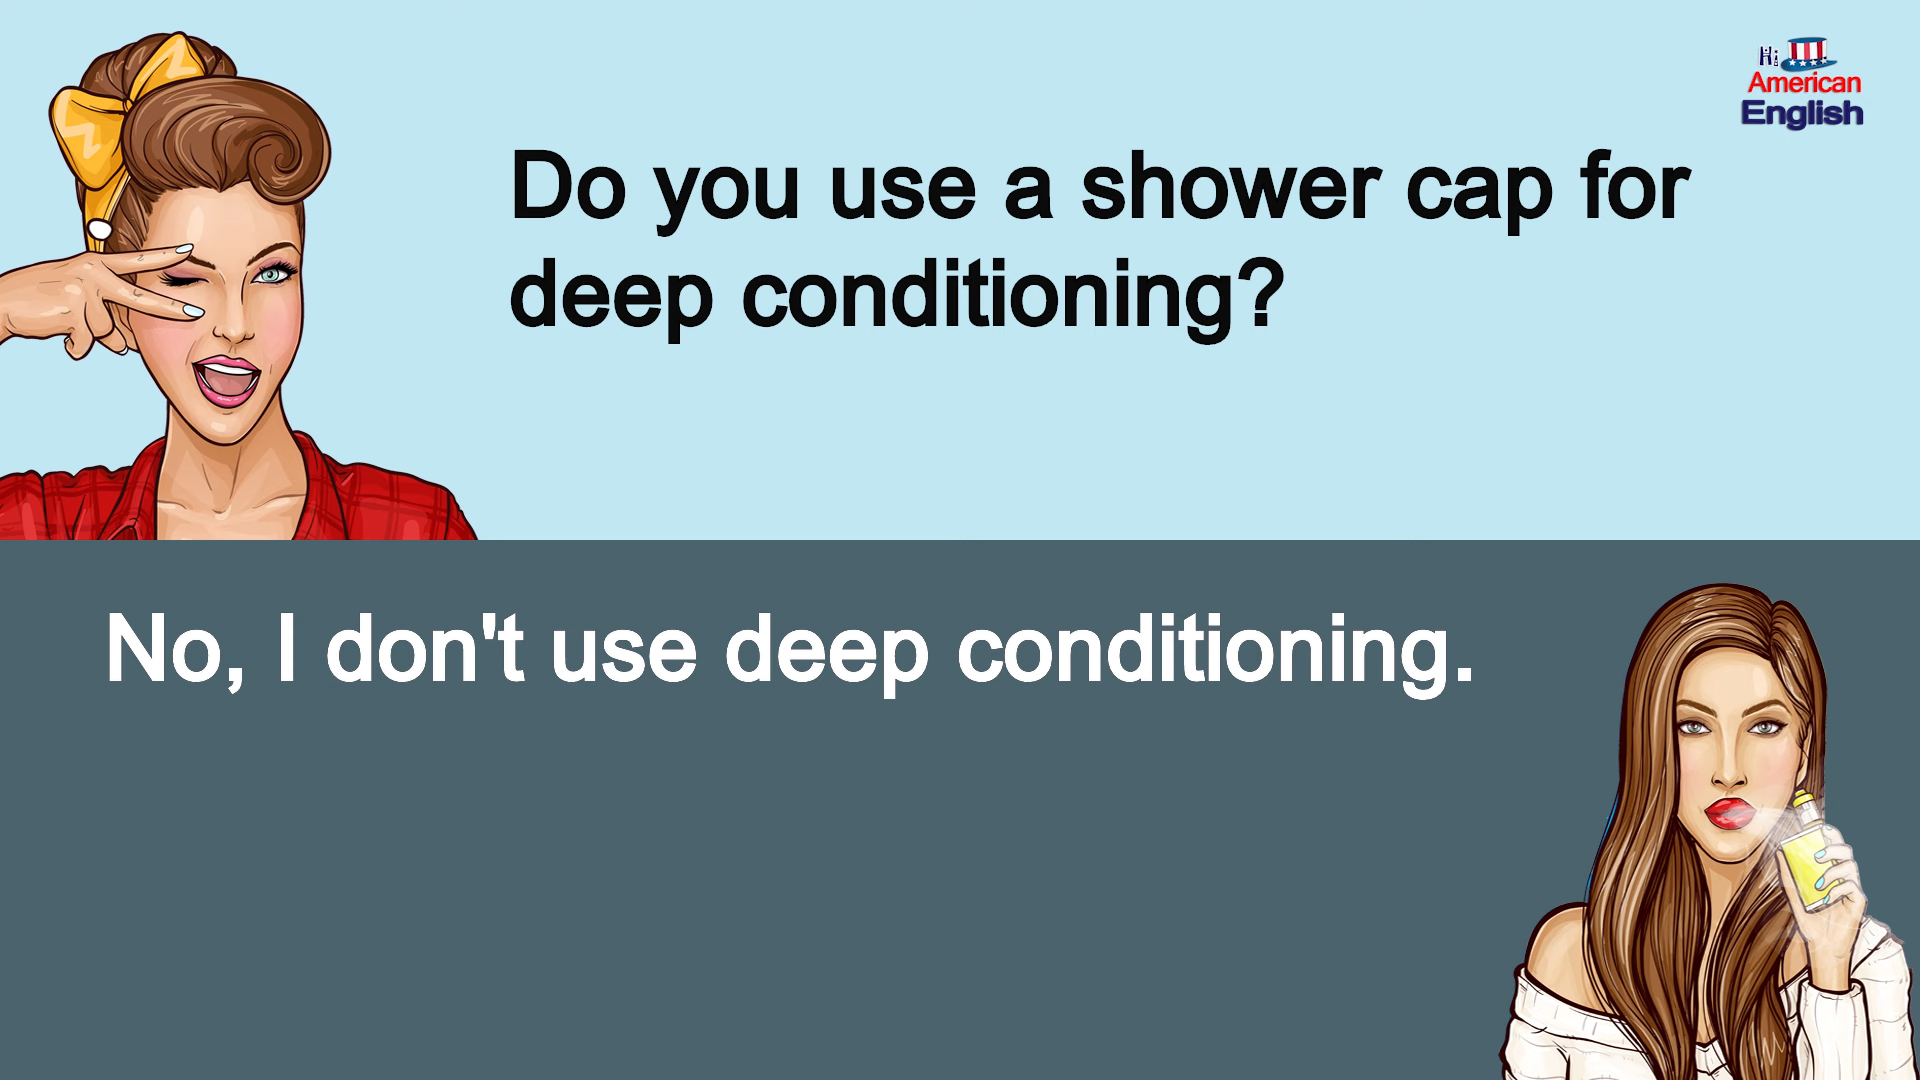 Hi
American
English
Do you use a shower cap for
deep conditioning?
No, I don't use deep conditioning.